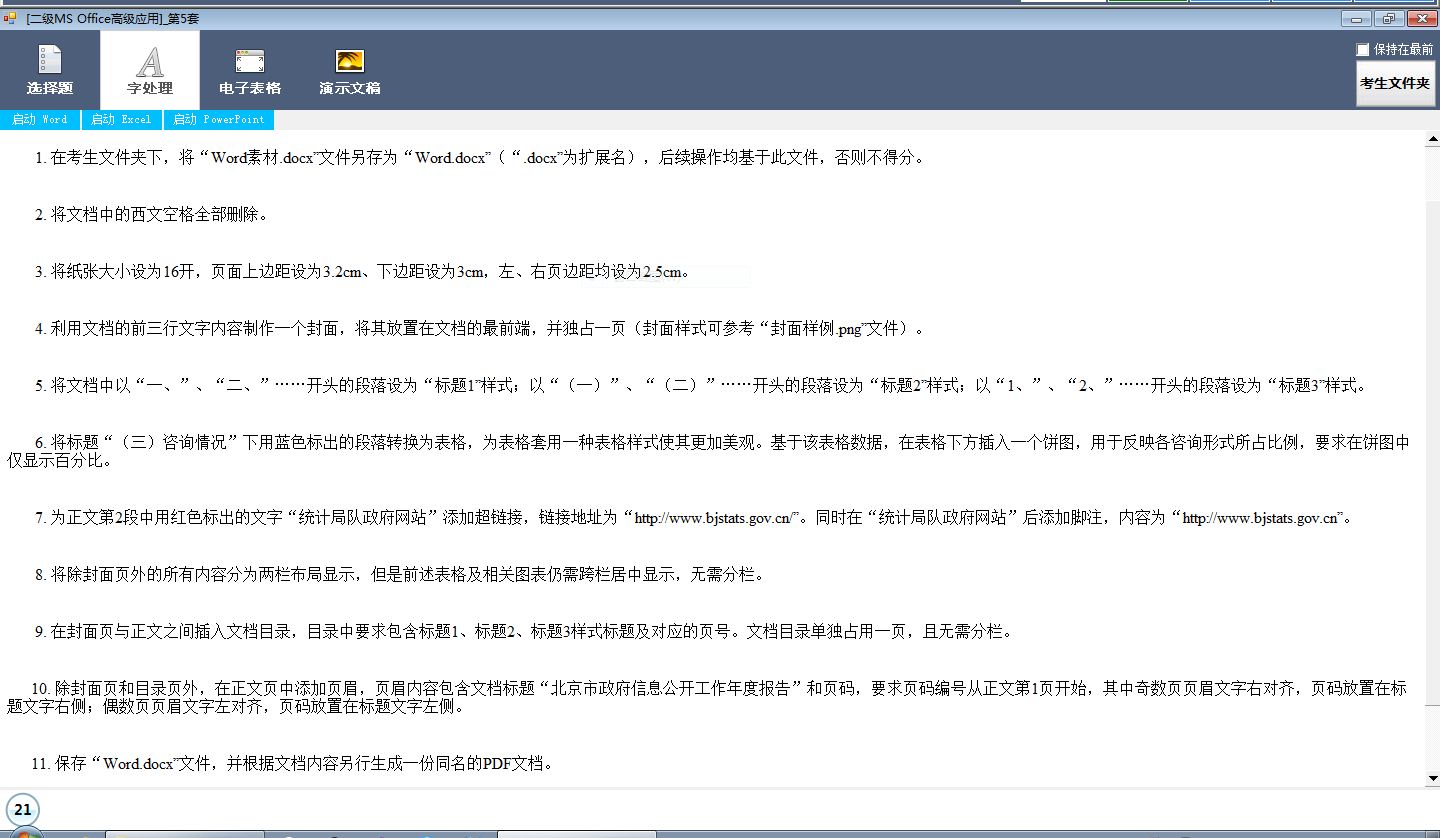 [二级MS Office高级应用]_第5套
保持在最前
选择题 字处理 电子表格 演示文稿
考生文件夹
启动 Word 启动 Excel 启动 PowerPoint
1. 在考生文件夹下，将“Word素材.docx”文件另存为“Word.docx”（“.docx”为扩展名），后续操作均基于此文件，否则不得分。
2. 将文档中的西文空格全部删除。
3. 将纸张大小设为16开，页面上边距设为3.2cm、下边距设为3cm，左、右页边距均设为2.5cm。
4. 利用文档的前三行文字内容制作一个封面，将其放置在文档的最前端，并独占一页（封面样式可参考“封面样例.png”文件）。
5. 将文档中以“一、”、“二、”……开头的段落设为“标题1”样式；以“（一）”、“（二）”……开头的段落设为“标题2”样式；以“1、”、“2、”……开头的段落设为“标题3”样式。
6. 将标题“（三）咨询情况”下用蓝色标出的段落转换为表格，为表格套用一种表格样式使其更加美观。基于该表格数据，在表格下方插入一个饼图，用于反映各咨询形式所占比例，要求在饼图中
仅显示百分比。
7. 为正文第2段中用红色标出的文字“统计局队政府网站”添加超链接，链接地址为“http://www.bjstats.gov.cn/”。同时在“统计局队政府网站”后添加脚注，内容为“http://www.bjstats.gov.cn”。
8. 将除封面页外的所有内容分为两栏布局显示，但是前述表格及相关图表仍需跨栏居中显示，无需分栏。
9. 在封面页与正文之间插入文档目录，目录中要求包含标题1、标题2、标题3样式标题及对应的页号。文档目录单独占用一页，且无需分栏。
10. 除封面页和目录页外，在正文页中添加页眉，页眉内容包含文档标题“北京市政府信息公开工作年度报告”和页码，要求页码编号从正文第1页开始，其中奇数页页眉文字右对齐，页码放置在标
题文字右侧；偶数页页眉文字左对齐，页码放置在标题文字左侧。
11. 保存“Word.docx”文件，并根据文档内容另行生成一份同名的PDF文档。
21